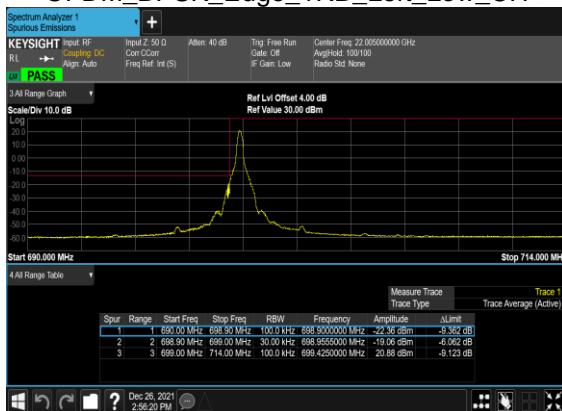 Spectrum Analyzer 1
Spurious Emissions
KEYSIGHT Input: RF Input Z: 50 Ω Atten: 40 dB Trig: Free Run Center Freq: 22.005000000 GHz
RL Coupling: DC Corr CCorr Gate: Off Avg|Hold: 100/100
Align: Auto Freq Ref: Int (S) IF Gain: Low Radio Std: None
PASS
3 All Range Graph
Ref Lvl Offset 4.00 dB
Scale/Div 10.0 dB Ref Value 30.00 dBm
Log
20.0
10.0
0.00
-10.0
-20.0
-30.0
-40.0
-50.0
-60.0
Start 690.000 MHz Stop 714.000 MH
4 All Range Table
Measure Trace Trace 1
Trace Type Trace Average (Active)
Spur Range Start Freq Stop Freq RBW Frequency Amplitude ΔLimit
1 1 690.00 MHz 698.90 MHz 100.0 kHz 698.9000000 MHz -22.36 dBm -9.362 dB
2 2 698.90 MHz 699.00 MHz 30.00 kHz 698.9555000 MHz -19.06 dBm -6.062 dB
3 3 699.00 MHz 714.00 MHz 100.0 kHz 699.4250000 MHz 20.88 dBm -9.123 dB
Dec 26, 2021
2:56:20 PM